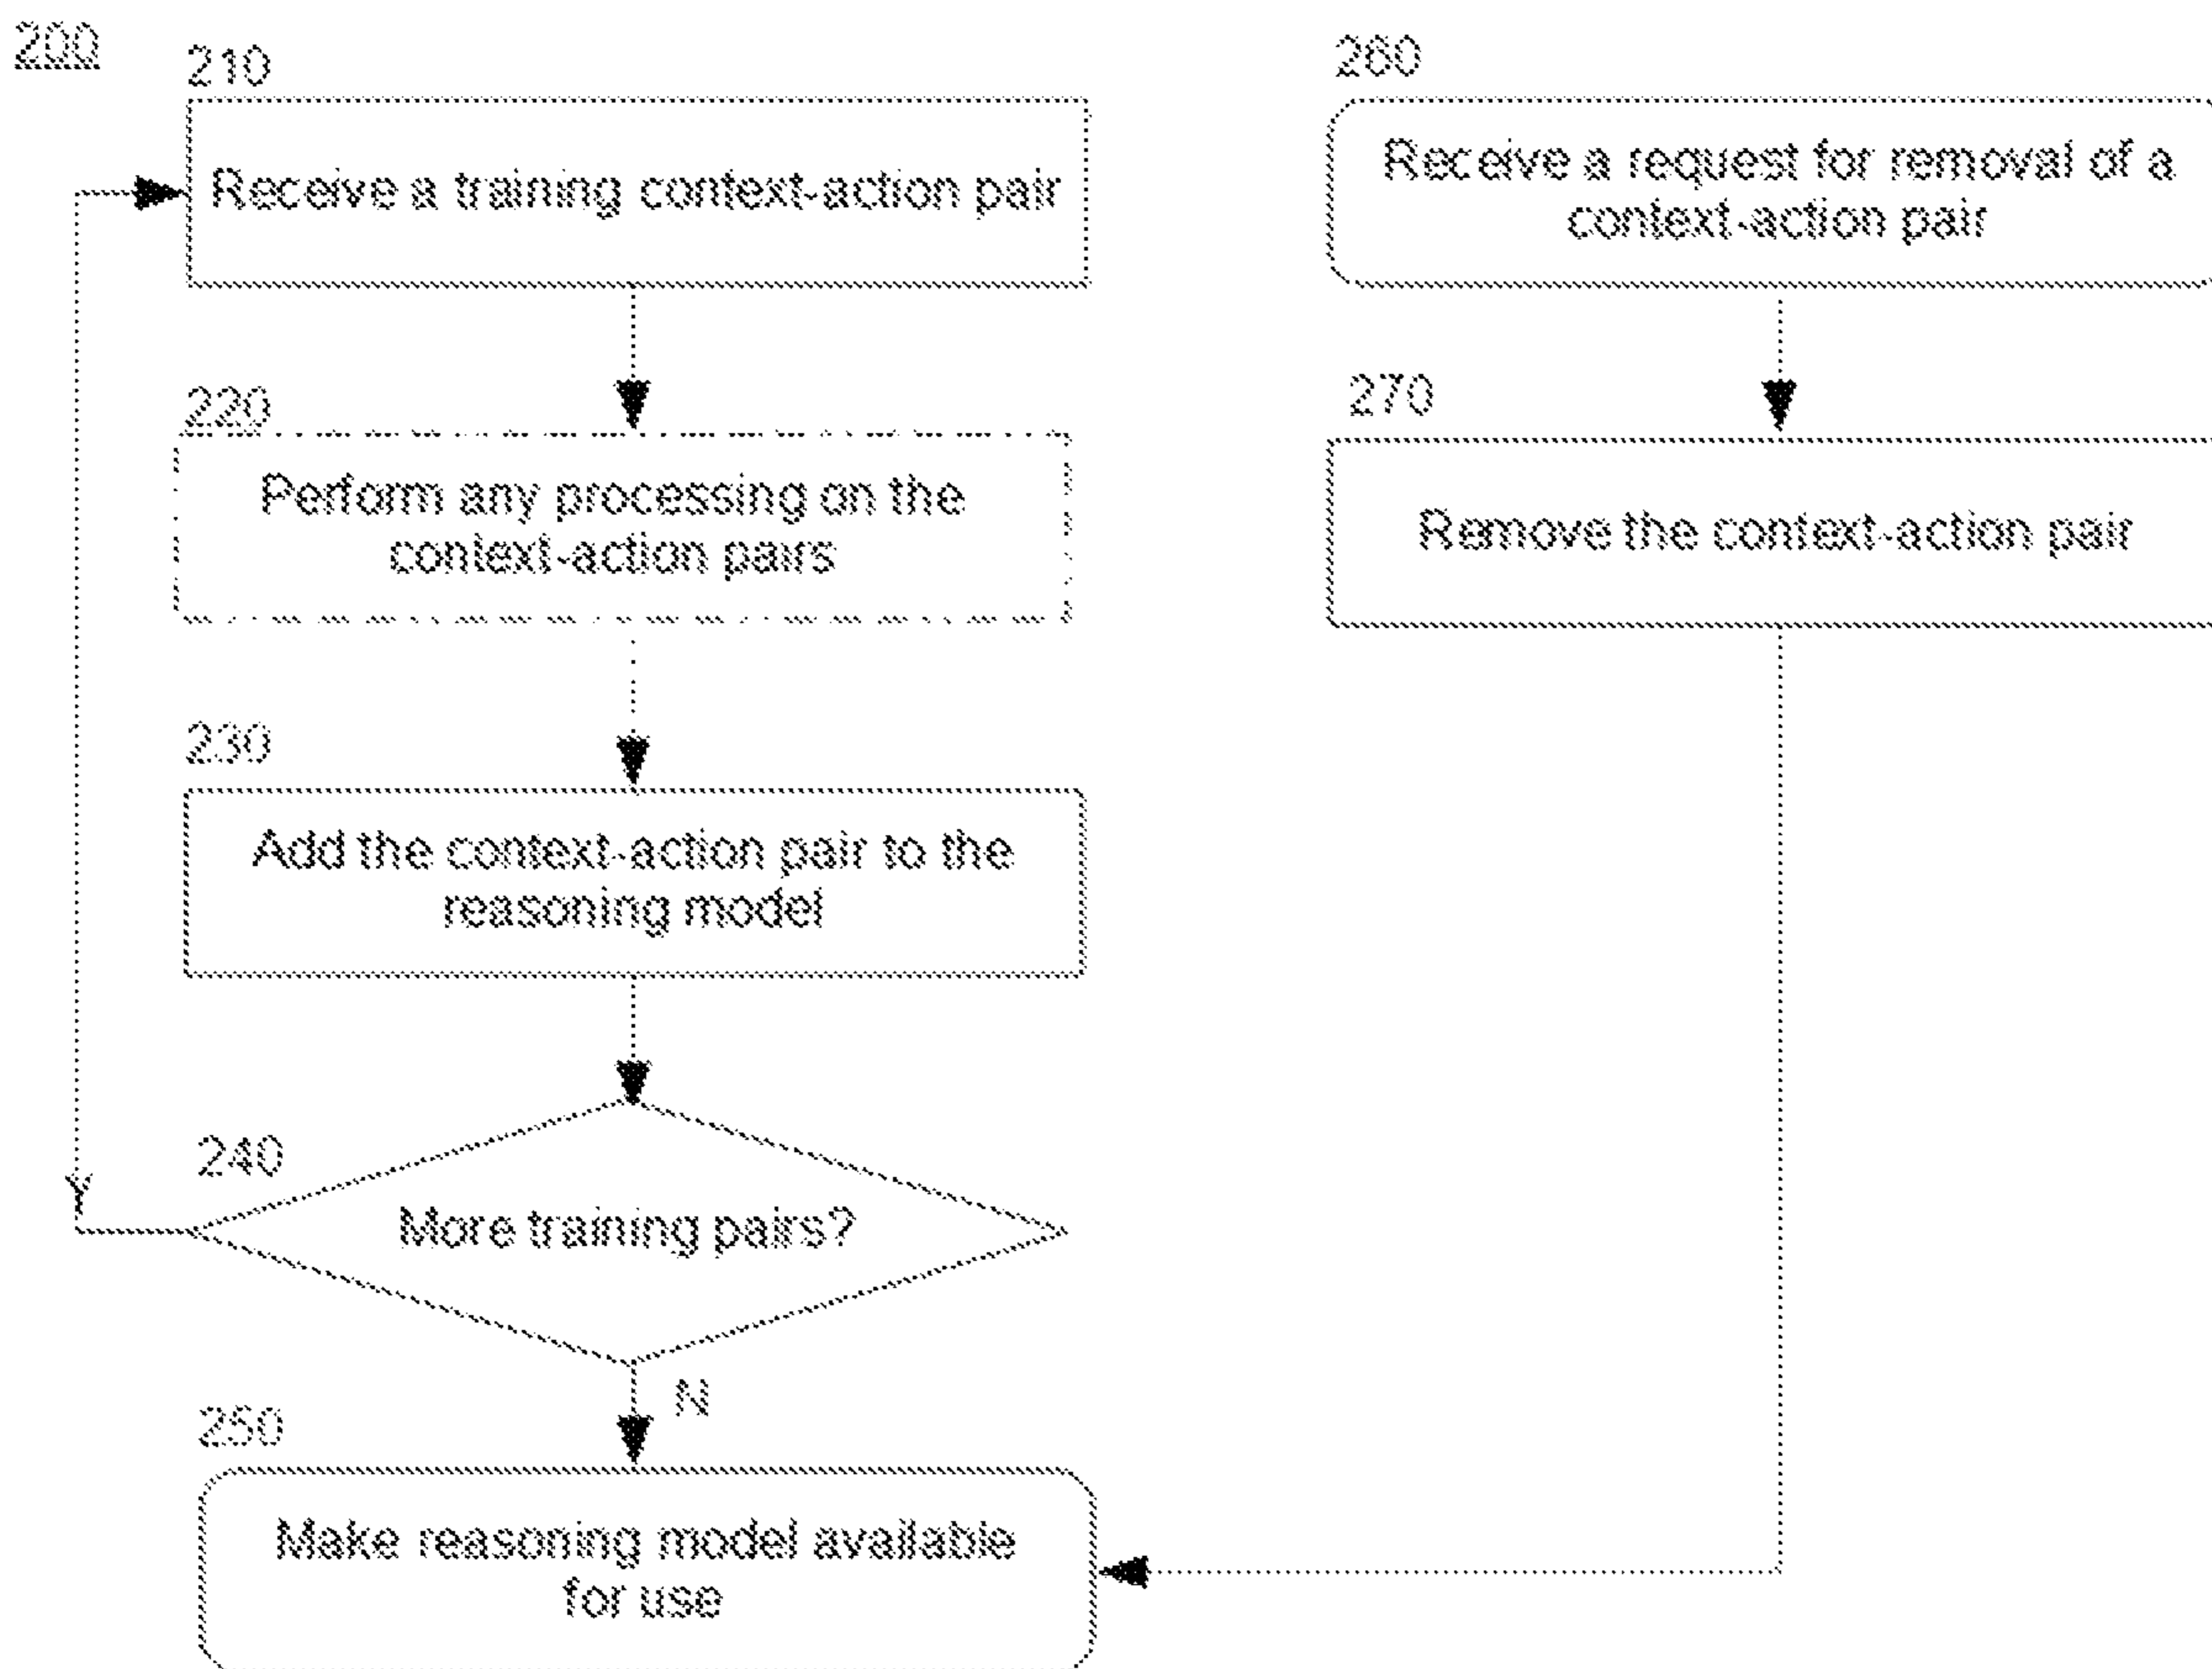 200
210
Receive a training context-action pair
220
Perform any processing on the
context-action pairs
230
Add the context-action pair to the
reasoning model
240
More training pairs?
Y
N
250
Make reasoning model available
for use
260
Receive a request for removal of a
context-action pair
270
Remove the context-action pair